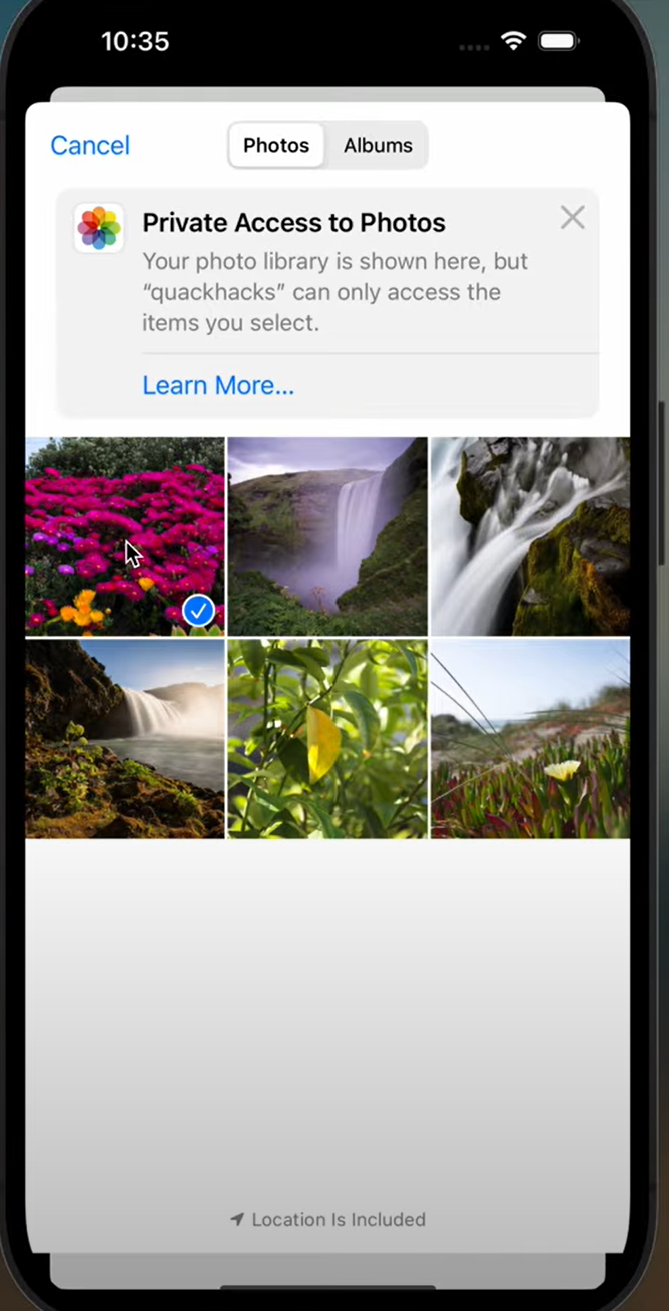 10:35
Cancel
Photos
Albums
Private Access to Photos
Your photo library is shown here, but
“quackhacks” can only access the
items you select.
Learn More...
Location Is Included